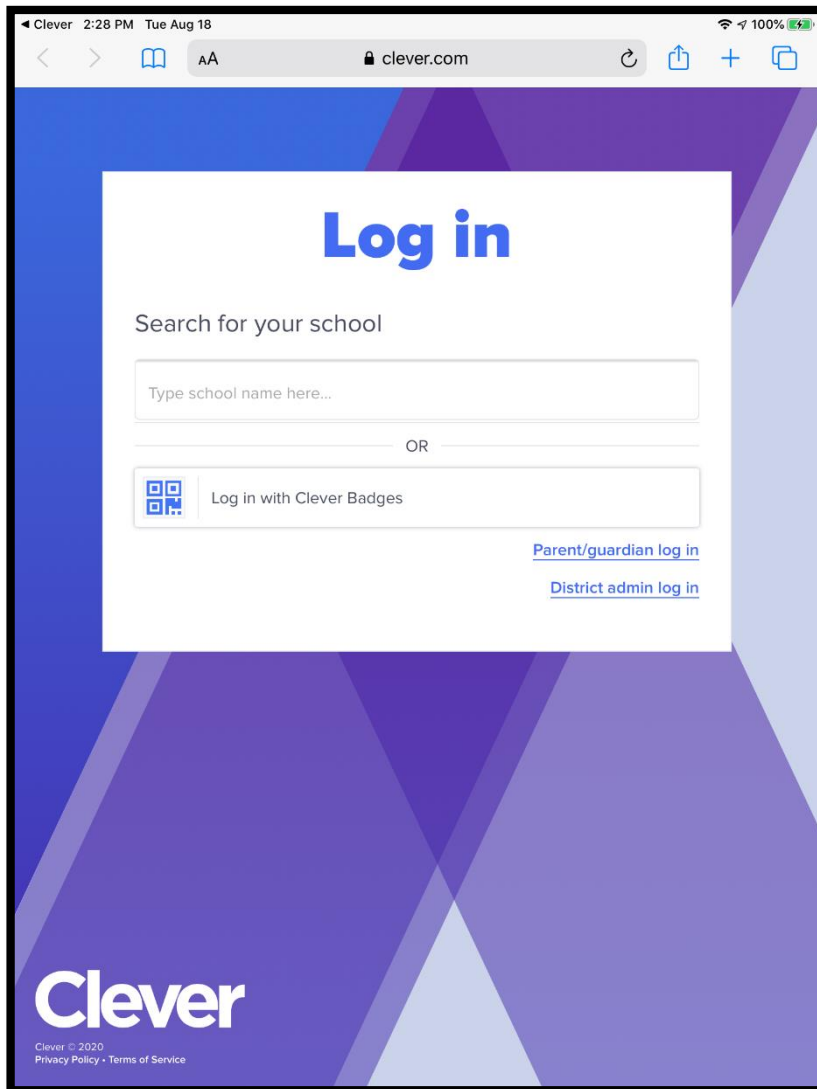 Clever 2:28 PM Tue Aug 18 100%
AA clever.com
Log in
Search for your school
Type school name here...
OR
Log in with Clever Badges
Parent/guardian log in
District admin log in
Clever
Clever © 2020
Privacy Policy • Terms of Service